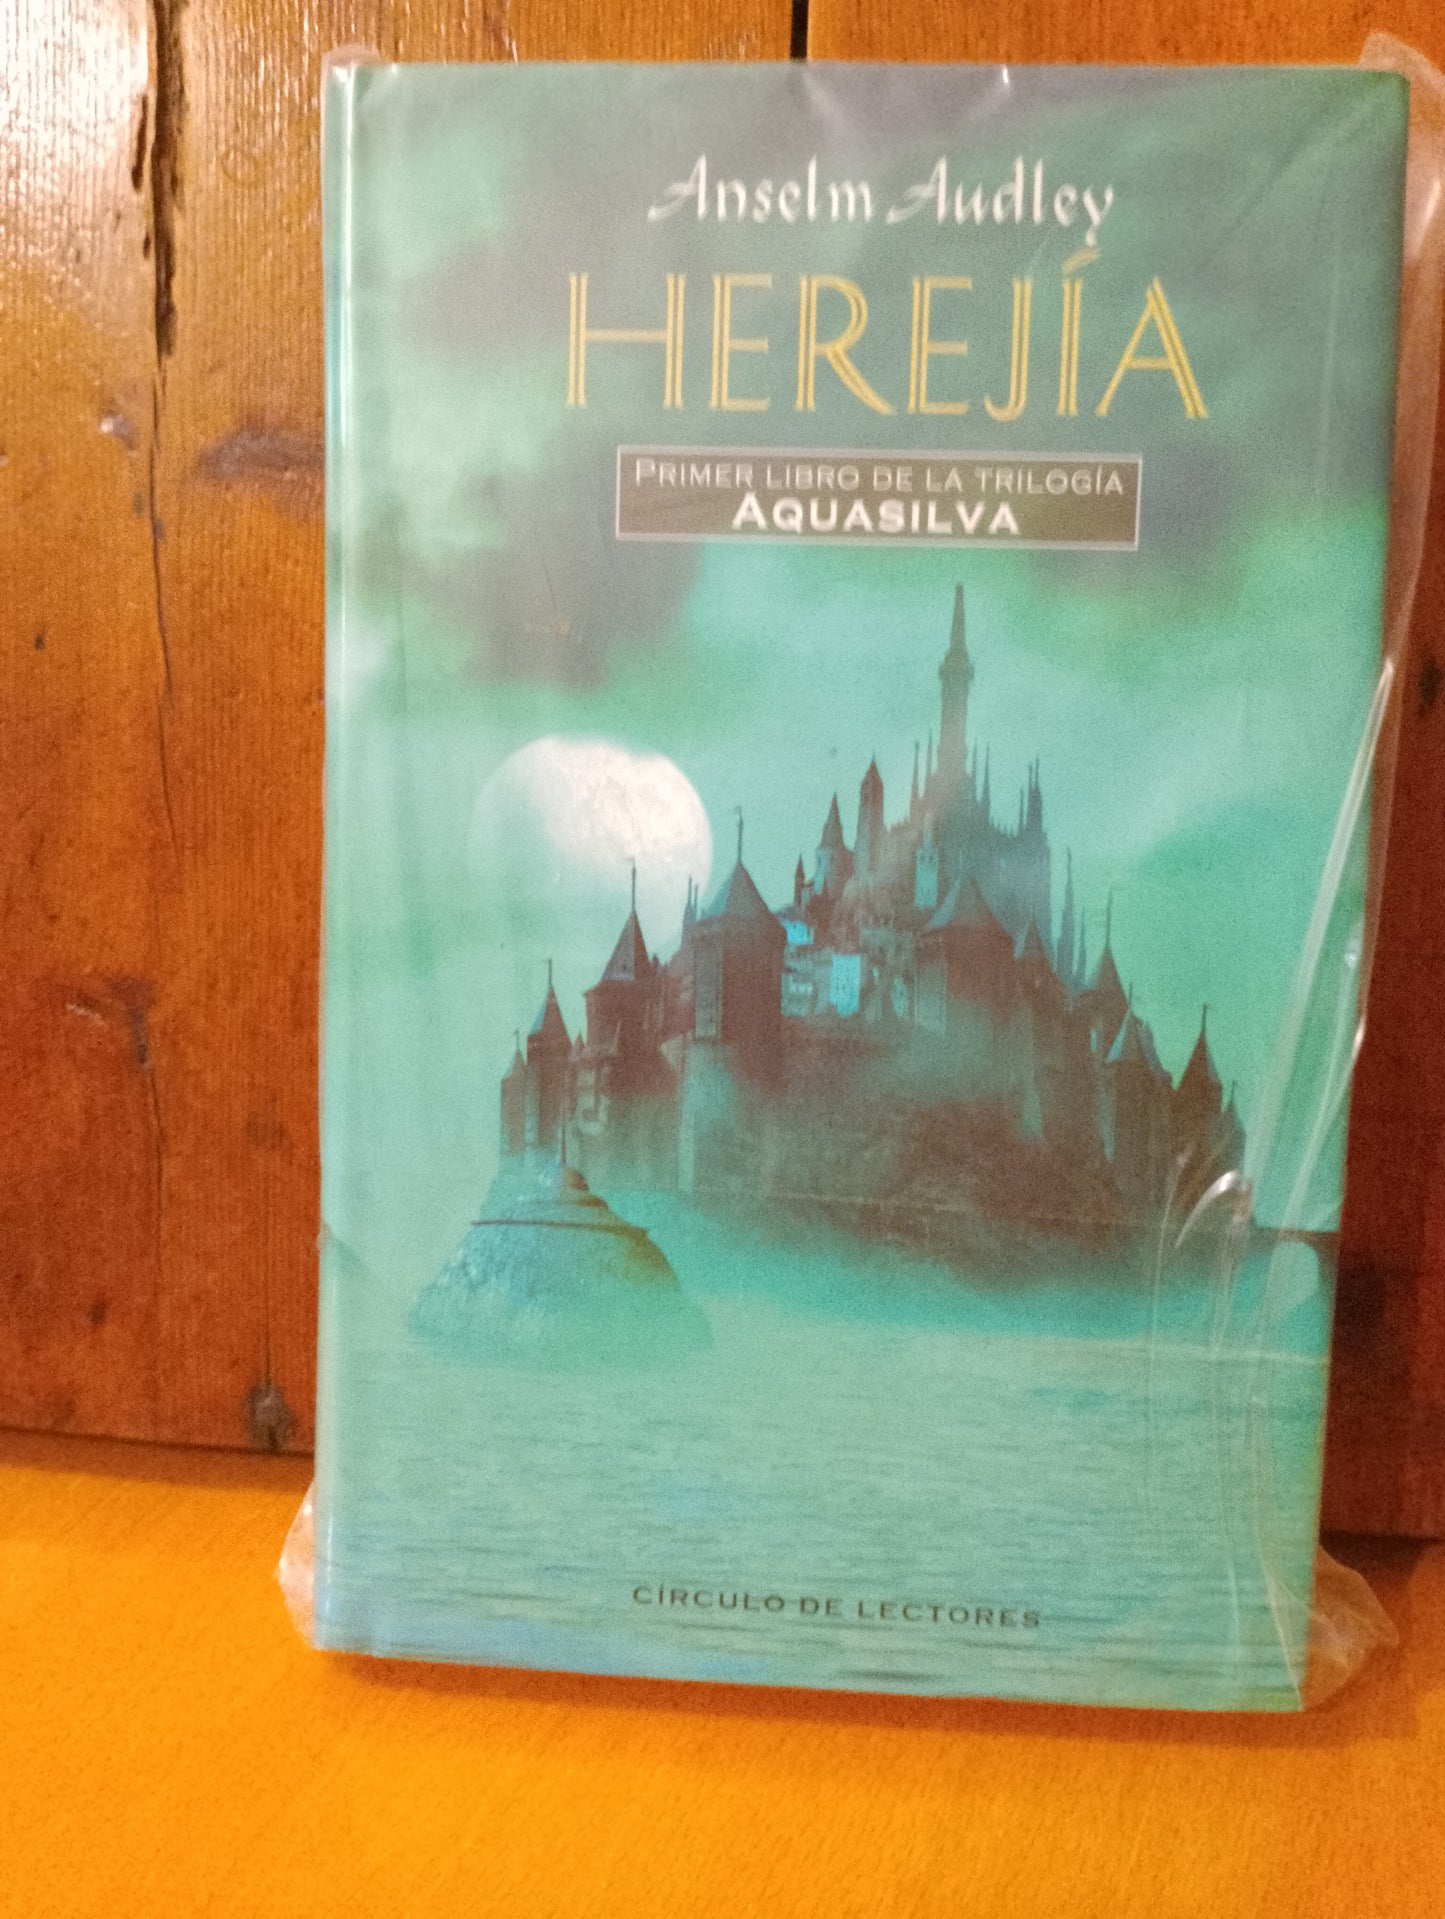 Anselm Audley
HEREJÍA
PRIMER LIBRO DE LA TRILOGÍA
AQUASILVA
CÍRCULO DE LECTORES